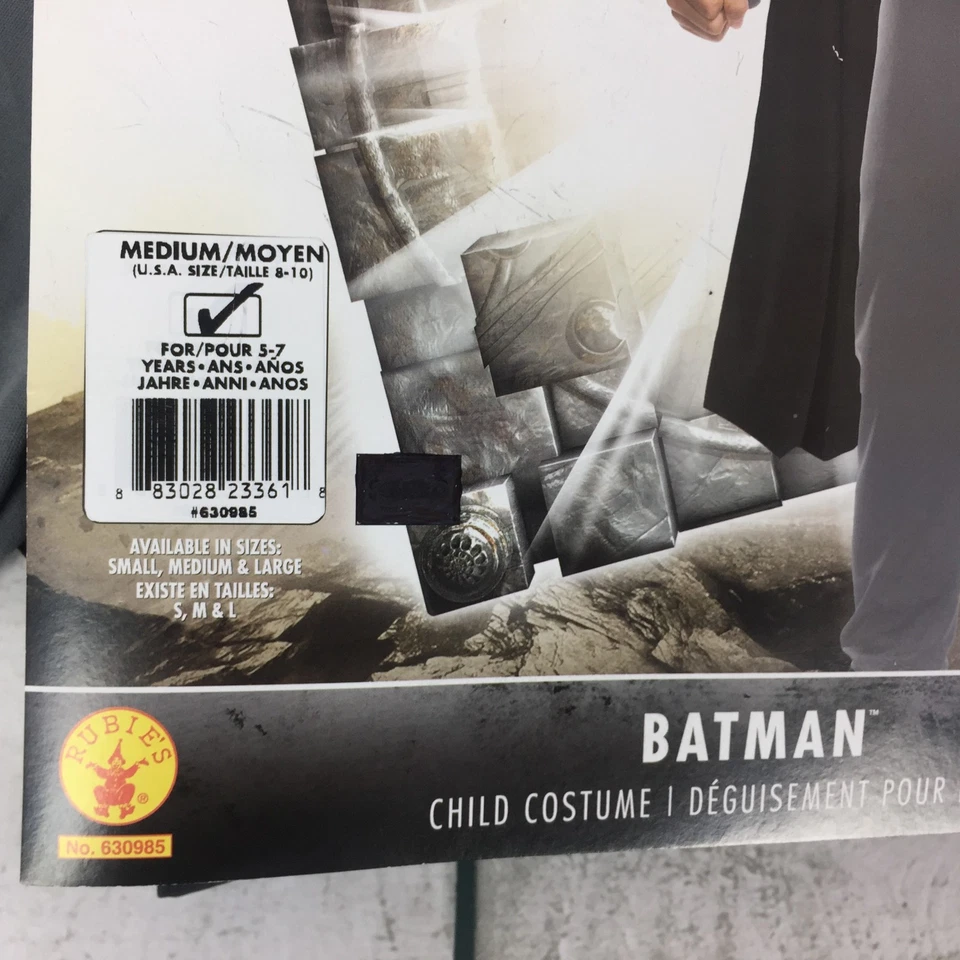 MEDIUM/MOYEN
(U.S.A. SIZE/TAILLE 8-10)
FOR/POUR 5-7
YEARS•ANS•AÑOS
JAHRE•ANNI•ANOS
8 83028 23361 8
#630985
AVAILABLE IN SIZES:
SMALL, MEDIUM & LARGE
EXISTE EN TAILLES:
S, M & L
RUBIE'S
®
No. 630985
BATMAN™
CHILD COSTUME | DÉGUISEMENT POUR